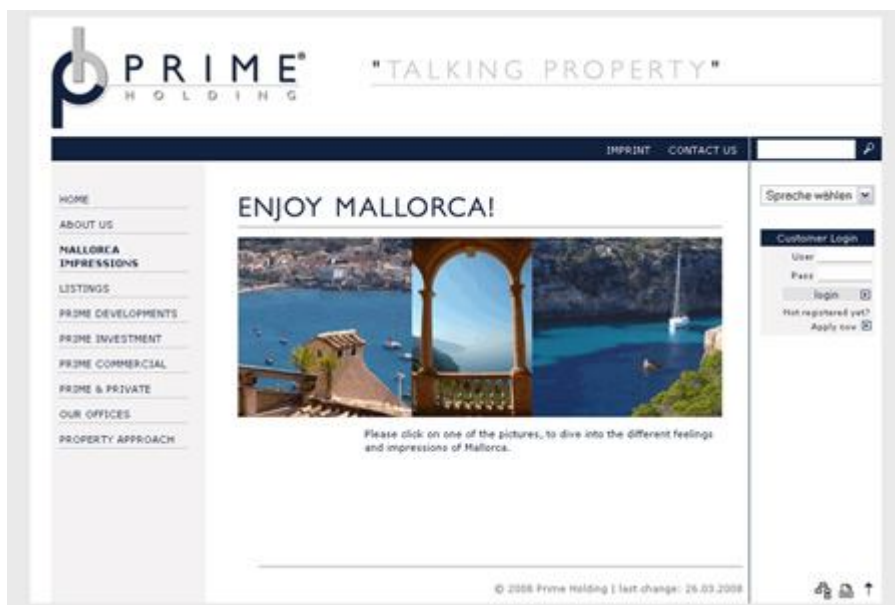 PRIME®
HOLDING
"TALKING PROPERTY"
IMPRINT CONTACT US
HOME
ABOUT US
MALLORCA
IMPRESSIONS
LISTINGS
PRIME DEVELOPMENTS
PRIME INVESTMENT
PRIME COMMERCIAL
PRIME & PRIVATE
OUR OFFICES
PROPERTY APPROACH
ENJOY MALLORCA!
Please click on one of the pictures, to dive into the different feelings
and impressions of Mallorca.
Sprache wählen
Customer Login
User
Pass
login
Not registered yet?
Apply now
© 2008 Prime Holding | last change: 26.03.2008